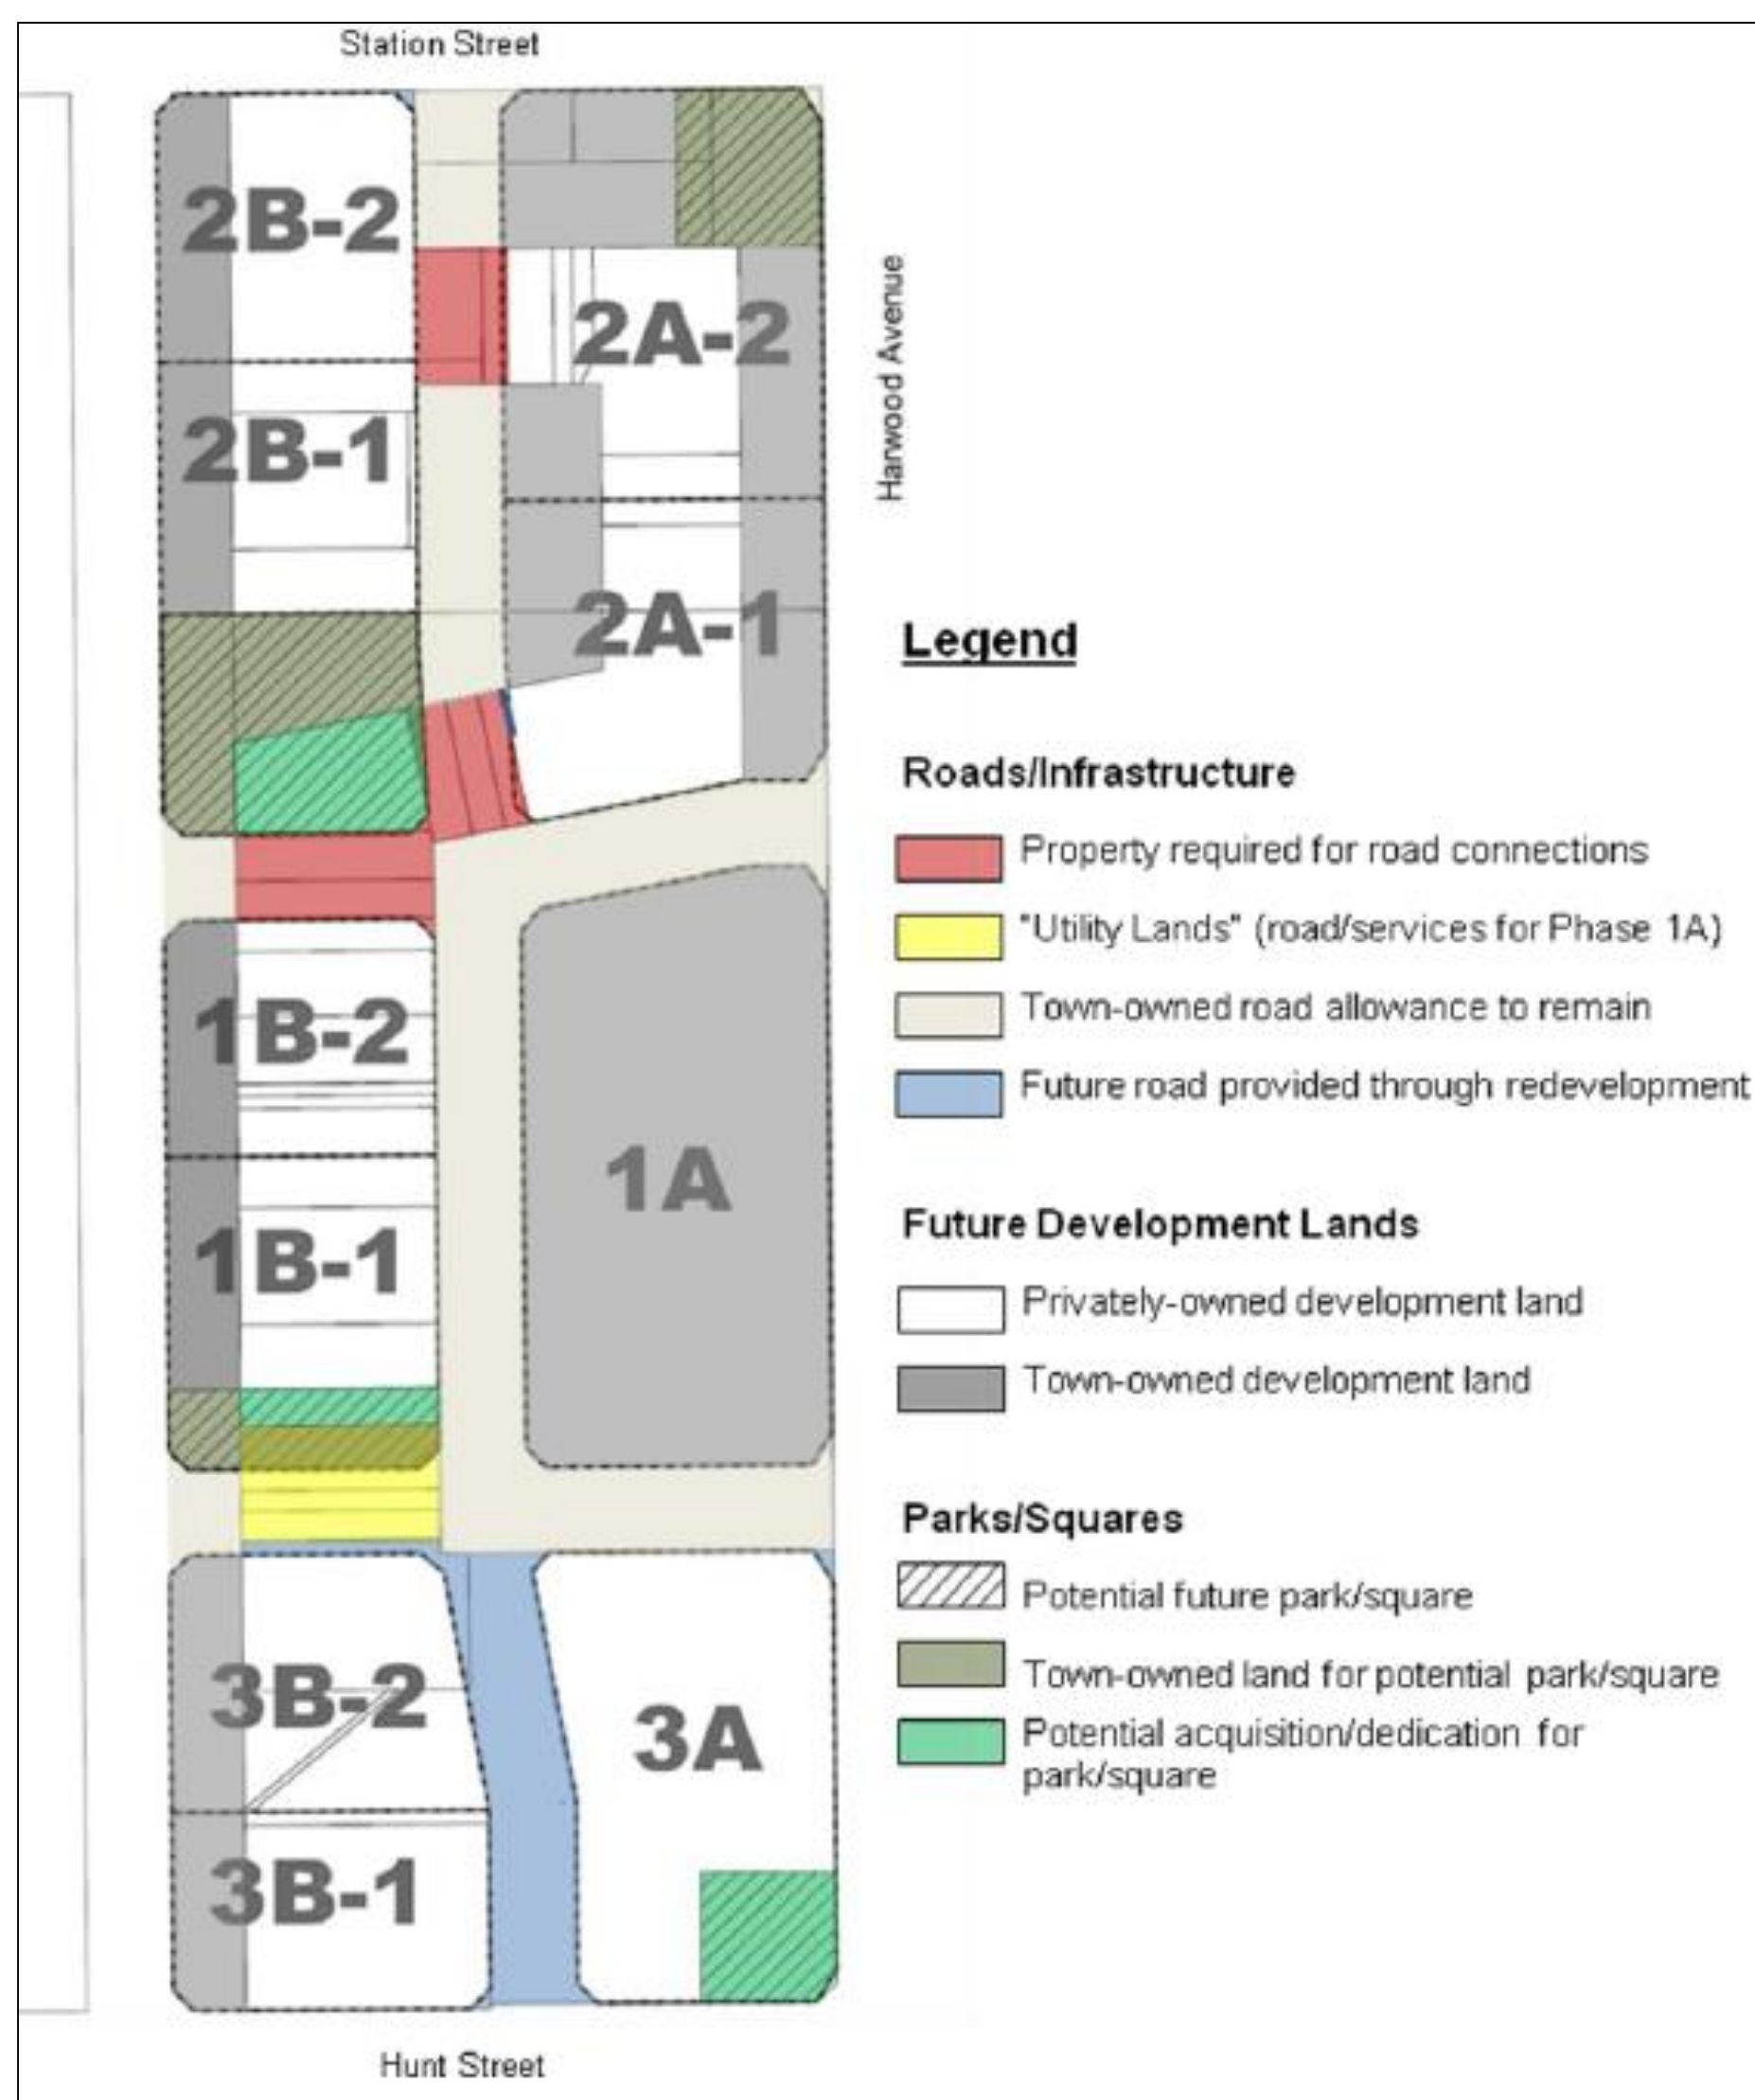 Station Street
2B-2
2A-2
Harwood Avenue
2B-1
2A-1
1B-2
1A
1B-1
3B-2
3A
3B-1
Hunt Street
Legend
Roads/Infrastructure
Property required for road connections
"Utility Lands" (road/services for Phase 1A)
Town-owned road allowance to remain
Future road provided through redevelopment
Future Development Lands
Privately-owned development land
Town-owned development land
Parks/Squares
Potential future park/square
Town-owned land for potential park/square
Potential acquisition/dedication for
park/square